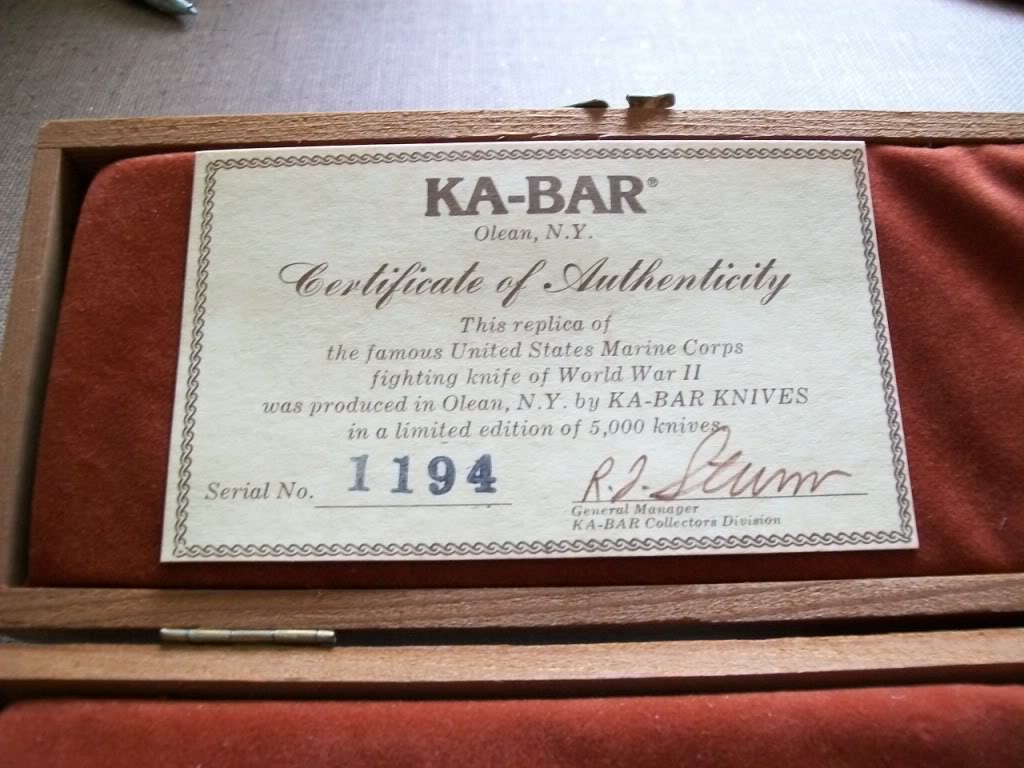 KA-BAR®
Olean, N.Y.
Certificate of Authenticity
This replica of
the famous United States Marine Corps
fighting knife of World War II
was produced in Olean, N.Y. by KA-BAR KNIVES
in a limited edition of 5,000 knives.
Serial No. 1194
R.J. Sturm
General Manager
KA-BAR Collectors Division